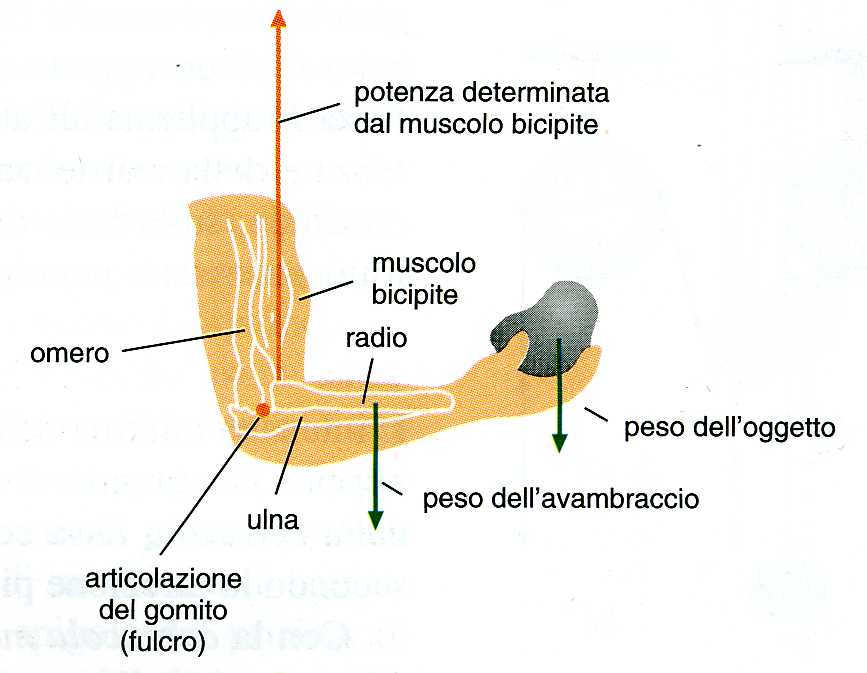 potenza determinata
dal muscolo bicipite
muscolo
bicipite
radio
omero
peso dell'oggetto
peso dell'avambraccio
ulna
articolazione
del gomito
(fulcro)